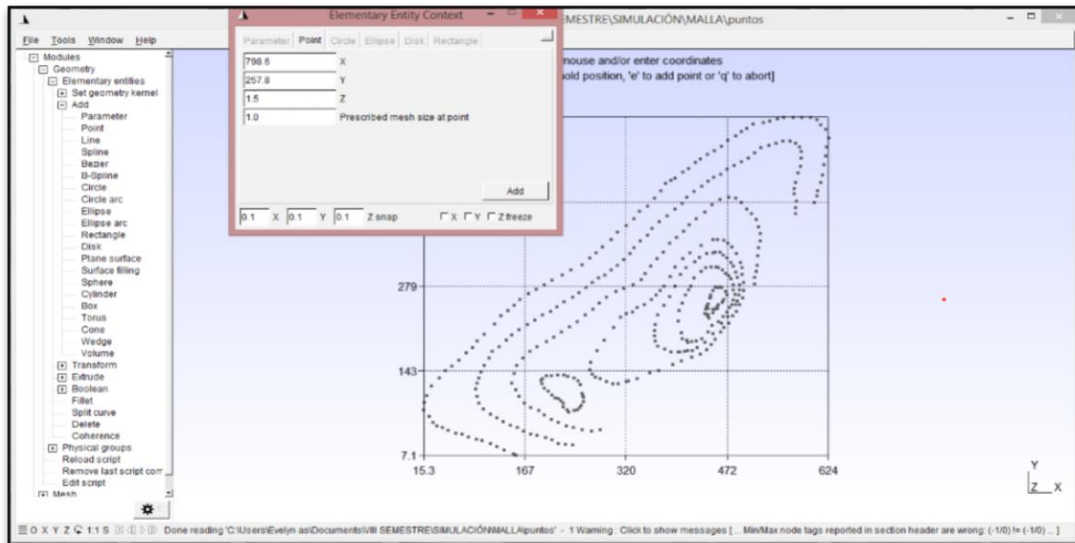 Elementary Entity Context
SEMESTRE\SIMULACIÓN\MALLA\puntos
File Tools Window Help
Parameter Point Circle Ellipse Disk Rectangle
798.6 X
257.8 Y
1.5 Z
1.0 Prescribed mesh size at point
Add
0.1 X 0.1 Y 0.1 Z snap X Y Z freeze
mouse and/or enter coordinates
hold position, 'e' to add point or 'q' to abort]
Modules
Geometry
Elementary entities
Set geometry kernel
Add
Parameter
Point
Line
Spline
Bezier
B-Spline
Circle
Circle arc
Ellipse
Ellipse arc
Rectangle
Disk
Plane surface
Surface filling
Sphere
Cylinder
Box
Torus
Cone
Wedge
Volume
Transform
Extrude
Boolean
Fillet
Split curve
Delete
Coherence
Physical groups
Reload script
Remove last script com
Edit script
Mesh
279
143
7.1
15.3 167 320 472 624
Y
Z X
O X Y Z 1:1 S Done reading 'C:\Users\Evelyn as\Documents\VIII SEMESTRE\SIMULACIÓN\MALLA\puntos' - 1 Warning : Click to show messages [ ... Min/Max node tags reported in section header are wrong: (-1/0) != (-1/0) ... ]